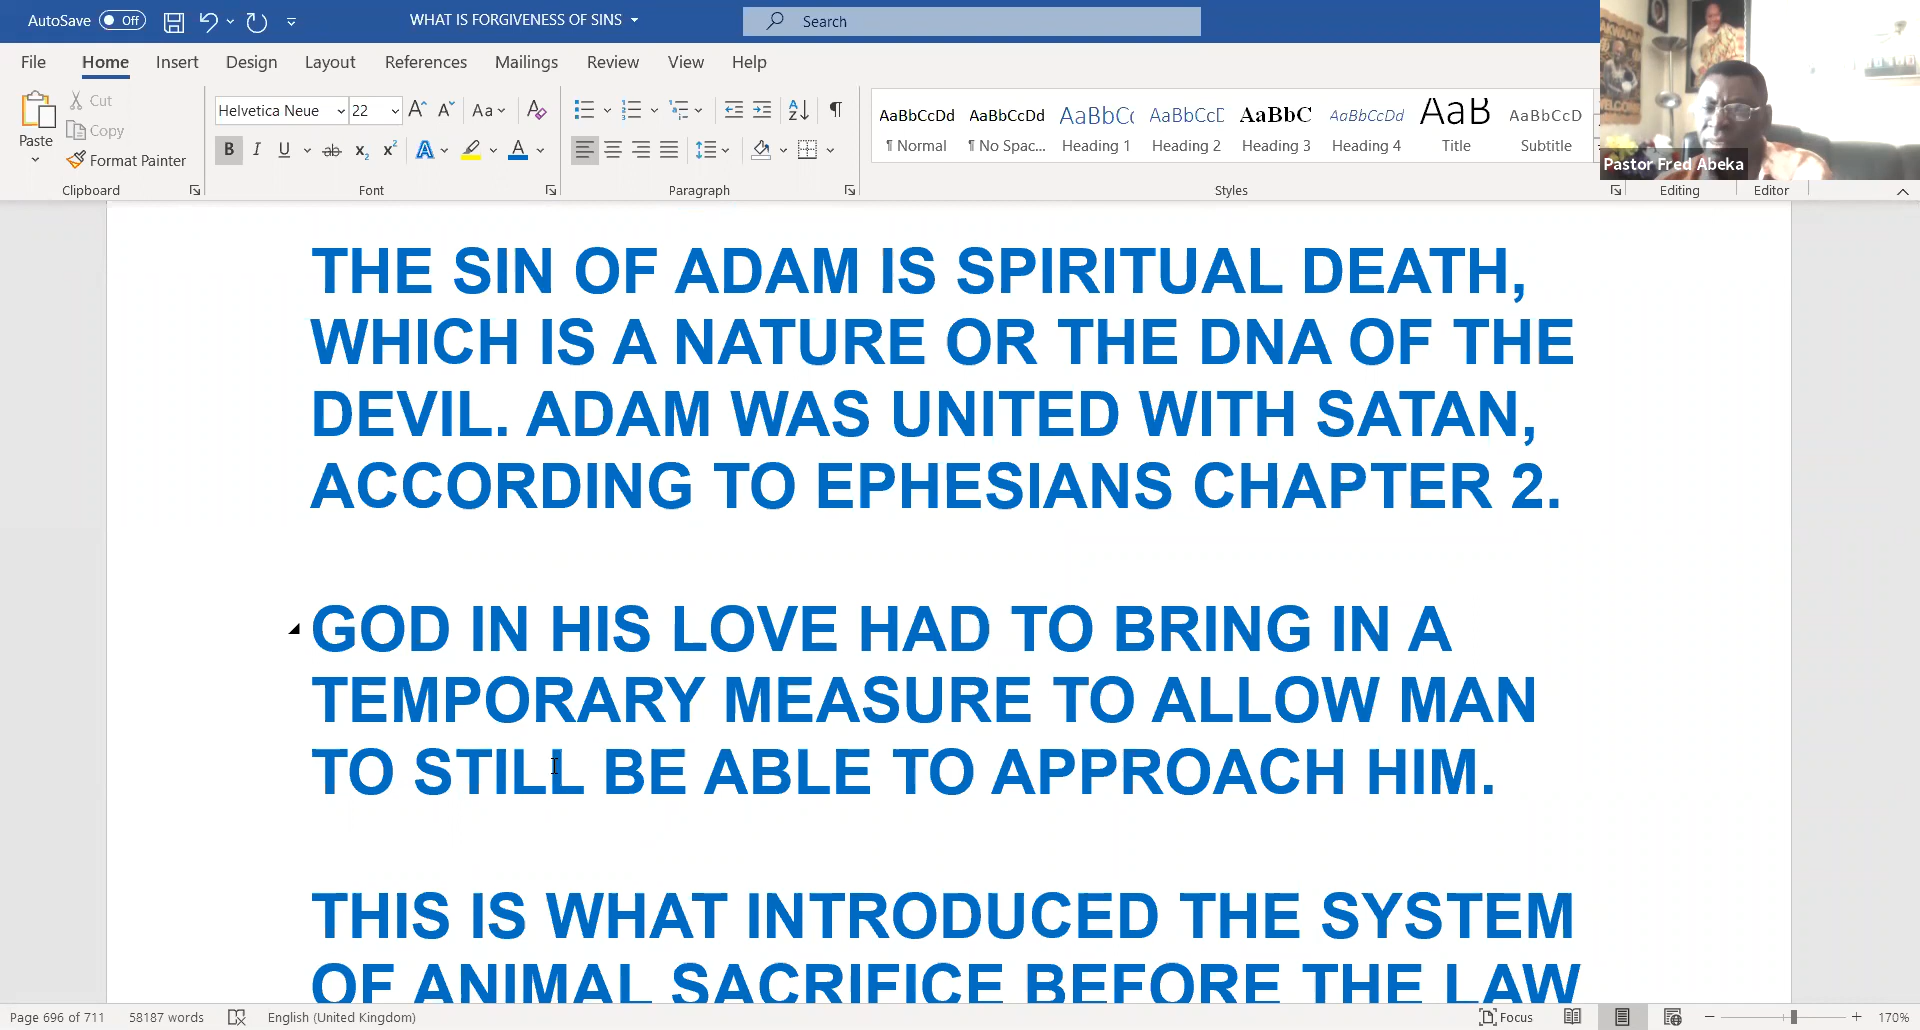 AutoSave Off WHAT IS FORGIVENESS OF SINS Search
File Home Insert Design Layout References Mailings Review View Help
Paste Cut Copy Format Painter
Helvetica Neue 22 Aa
B I U ab x₂ x² A A
AaBbCcDd AaBbCcDd AaBbCc AaBbCcD AaBbC AaBbCcDd AaB AaBbCcD
¶ Normal ¶ No Spac... Heading 1 Heading 2 Heading 3 Heading 4 Title Subtitle
Pastor Fred Abeka
Clipboard Font Paragraph Styles Editing Editor
THE SIN OF ADAM IS SPIRITUAL DEATH,
WHICH IS A NATURE OR THE DNA OF THE
DEVIL. ADAM WAS UNITED WITH SATAN,
ACCORDING TO EPHESIANS CHAPTER 2.
GOD IN HIS LOVE HAD TO BRING IN A
TEMPORARY MEASURE TO ALLOW MAN
TO STILL BE ABLE TO APPROACH HIM.
THIS IS WHAT INTRODUCED THE SYSTEM
OF ANIMAL SACRIFICE BEFORE THE LAW
Page 696 of 711 58187 words English (United Kingdom) Focus 170%